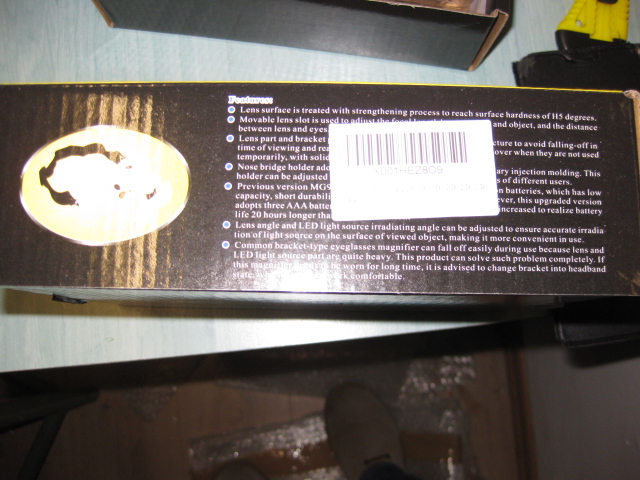 Features:
Lens surface is treated with strengthening process to reach surface hardness of H5 degrees.
Movable lens slot is used to adjust the focal and object, and the distance
between lens and eyes.
Lens part and bracket cture to avoid falling-off in
time of viewing and over when they are not used
temporarily, with solid
Nose bridge holder ado ary injection molding. This
holder can be adjusted s of different users.
Previous version MG9 on batteries, which has low
capacity, short durabili ver, this upgraded version
adopts three AAA batte increased to realize battery
life 20 hours longer tha
Lens angle and LED light source irradiating angle can be adjusted to ensure accurate irradia-
tion of light source on the surface of viewed object, making it more convenient in use.
Common bracket-type eyeglasses magnifier can fall off easily during use because lens and
LED light source part are quite heavy. This product can solve such problem completely. If
this magnifier be worn for long time, it is advised to change bracket into headband
comfortable.